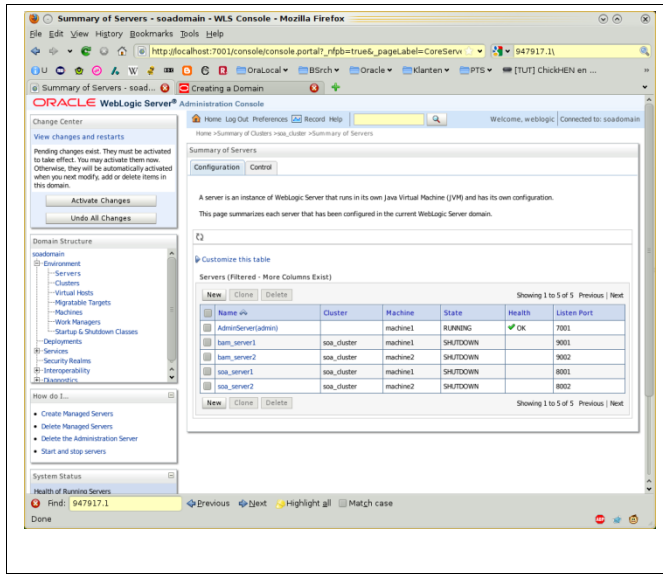 Summary of Servers - soadomain - WLS Console - Mozilla Firefox
File Edit View History Bookmarks Tools Help
http://localhost:7001/console/console.portal?_nfpb=true&_pageLabel=CoreServe 947917.1\
U W OraLocal BSrch Oracle Klanten PTS [TUT] ChickHEN en ...
Summary of Servers - soad... Creating a Domain
ORACLE WebLogic Server® Administration Console
Change Center
View changes and restarts
Pending changes exist. They must be activated
to take effect. You may activate them now.
Otherwise, they will be automatically activated
when you next modify, add or delete items in
this domain.
Activate Changes
Undo All Changes
Domain Structure
soadomain
Environment
Servers
Clusters
Virtual Hosts
Migratable Targets
Machines
Work Managers
Startup & Shutdown Classes
Deployments
Services
Security Realms
Interoperability
Diagnostics
How do I...
Create Managed Servers
Delete Managed Servers
Delete the Administration Server
Start and stop servers
System Status
Health of Running Servers
Home Log Out Preferences Record Help
Welcome, weblogic Connected to: soadomain
Home >Summary of Clusters >soa_cluster >Summary of Servers
Summary of Servers
Configuration Control
A server is an instance of WebLogic Server that runs in its own Java Virtual Machine (JVM) and has its own configuration.
This page summarizes each server that has been configured in the current WebLogic Server domain.
Customize this table
Servers (Filtered - More Columns Exist)
New Clone Delete Showing 1 to 5 of 5 Previous | Next
Name Cluster Machine State Health Listen Port
AdminServer(admin) machine1 RUNNING OK 7001
bam_server1 soa_cluster machine1 SHUTDOWN 9001
bam_server2 soa_cluster machine2 SHUTDOWN 9002
soa_server1 soa_cluster machine1 SHUTDOWN 8001
soa_server2 soa_cluster machine2 SHUTDOWN 8002
New Clone Delete Showing 1 to 5 of 5 Previous | Next
Find: 947917.1 Previous Next Highlight all Match case
Done